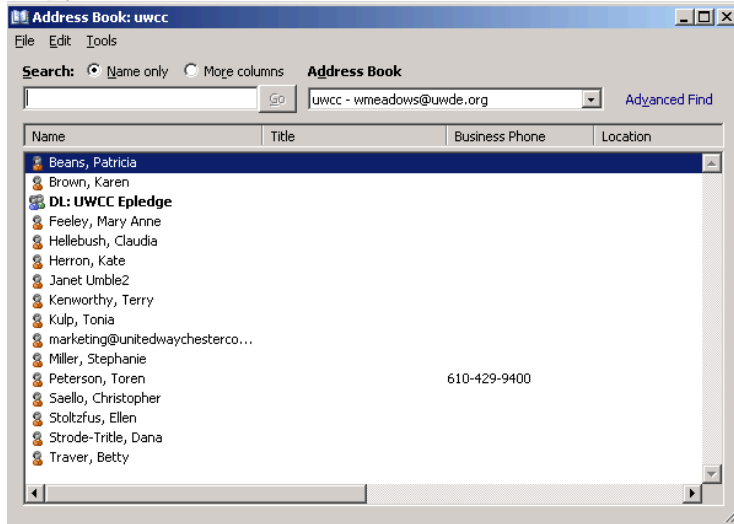 Address Book: uwcc
File Edit Tools
Search: Name only More columns Address Book
Go uwcc - wmeadows@uwde.org Advanced Find
Name Title Business Phone Location
Beans, Patricia
Brown, Karen
DL: UWCC Epledge
Feeley, Mary Anne
Hellebush, Claudia
Herron, Kate
Janet Umble2
Kenworthy, Terry
Kulp, Tonia
marketing@unitedwaychesterco...
Miller, Stephanie
Peterson, Toren 610-429-9400
Saello, Christopher
Stoltzfus, Ellen
Strode-Tritle, Dana
Traver, Betty